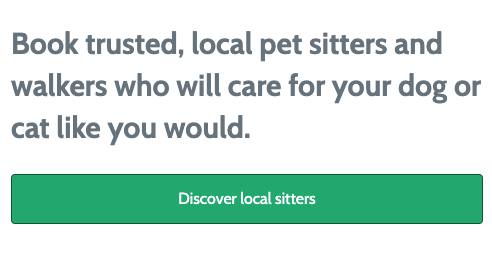 Book trusted, local pet sitters and
walkers who will care for your dog or
cat like you would.
Discover local sitters